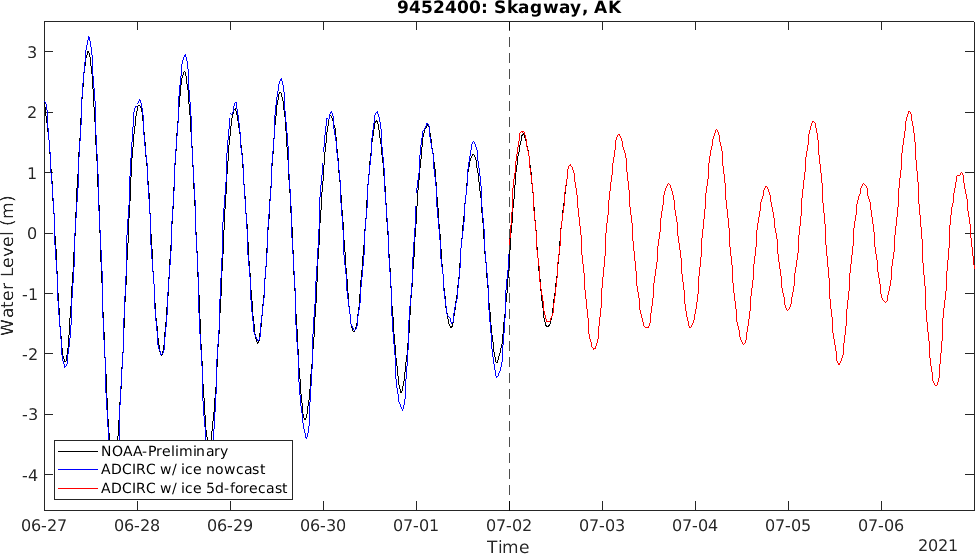 9452400: Skagway, AK
3
2
1
0
-1
-2
-3
-4
Water Level (m)
NOAA-Preliminary
ADCIRC w/ ice nowcast
ADCIRC w/ ice 5d-forecast
06-27 06-28 06-29 06-30 07-01 07-02 07-03 07-04 07-05 07-06
Time
2021